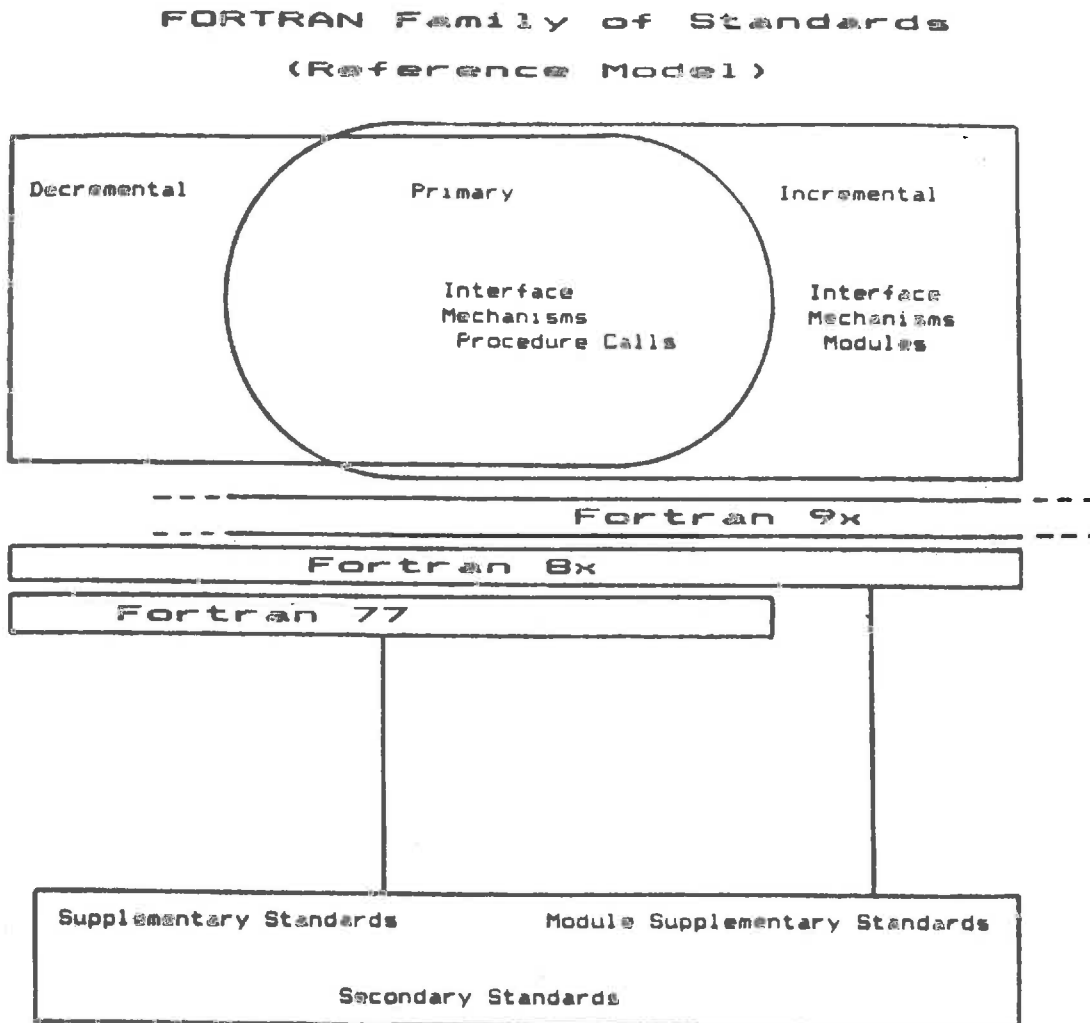 FORTRAN Family of Standards
(Reference Model)
Decremental
Primary
Incremental
Interface
Mechanisms
Procedure Calls
Interface
Mechanisms
Modules
Fortran 9x
Fortran 8x
Fortran 77
Supplementary Standards
Module Supplementary Standards
Secondary Standards